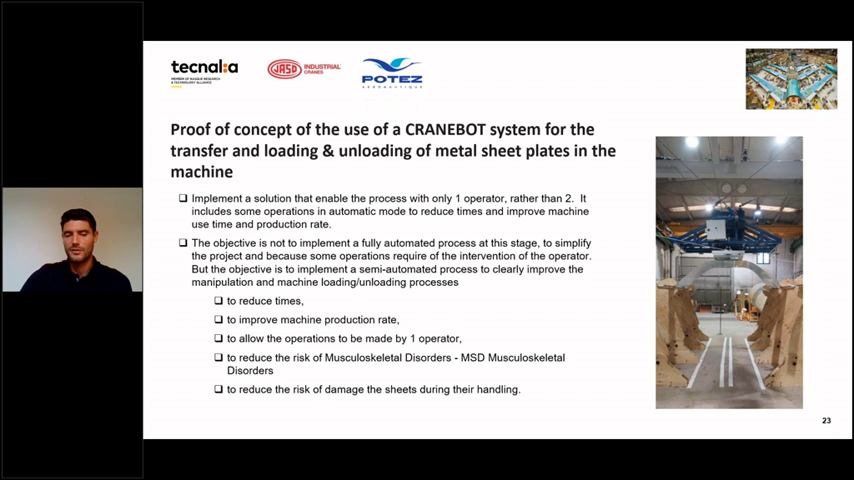 tecnal:a
MEMBER OF BASQUE RESEARCH
& TECHNOLOGY ALLIANCE
JASO INDUSTRIAL
CRANES
POTEZ
AERONAUTIQUE
Proof of concept of the use of a CRANEBOT system for the
transfer and loading & unloading of metal sheet plates in the
machine
Implement a solution that enable the process with only 1 operator, rather than 2. It
includes some operations in automatic mode to reduce times and improve machine
use time and production rate.
The objective is not to implement a fully automated process at this stage, to simplify
the project and because some operations require of the intervention of the operator.
But the objective is to implement a semi-automated process to clearly improve the
manipulation and machine loading/unloading processes
to reduce times,
to improve machine production rate,
to allow the operations to be made by 1 operator,
to reduce the risk of Musculoskeletal Disorders - MSD Musculoskeletal
Disorders
to reduce the risk of damage the sheets during their handling.
23